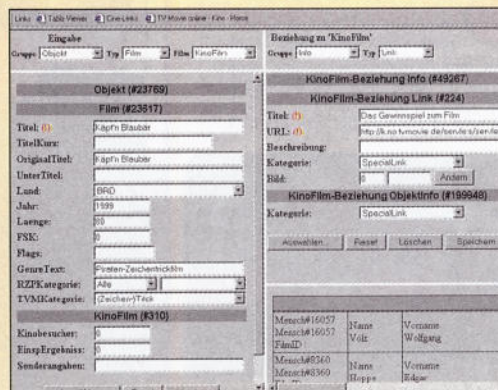 Links Table Viewer Cine-Links TV Movie online - Kino - Home
Eingabe
Gruppe Objekt Typ Film Film KinoFilm
Objekt (#23769)
Film (#23617)
Titel: (!) Käpt'n Blaubär
TitelKurz:
OriginalTitel: Käpt'n Blaubär
UnterTitel:
Land: BRD
Jahr: 1999
Laenge: 80
FSK: 0
Flags:
GenreText: Piraten-Zeichentrickfilm
RZPKategorie: Alle
TVMKategorie: (Zeichen-)Trick
KinoFilm (#310)
Kinobesucher: 0
EinspErgebniss: 0
Senderangaben:
Beziehung zu 'KinoFilm'
Gruppe Info Typ Link
KinoFilm-Beziehung Info (#49267)
KinoFilm-Beziehung Link (#224)
Titel: (!) Das Gewinnspiel zum Film
URL: (!)
Beschreibung:
Kategorie: SpecialLink
Bild: 0 Ändern
KinoFilm-Beziehung ObjektInfo (#199948)
Kategorie: SpecialLink
Auswählen... Reset Löschen Speichern
Mensch#16057
Mensch#16057 Name Vorname
FilmID Volz Wolfgang
Mensch#8360
Mensch#8360 Name Vorname
Hoppe Edgar